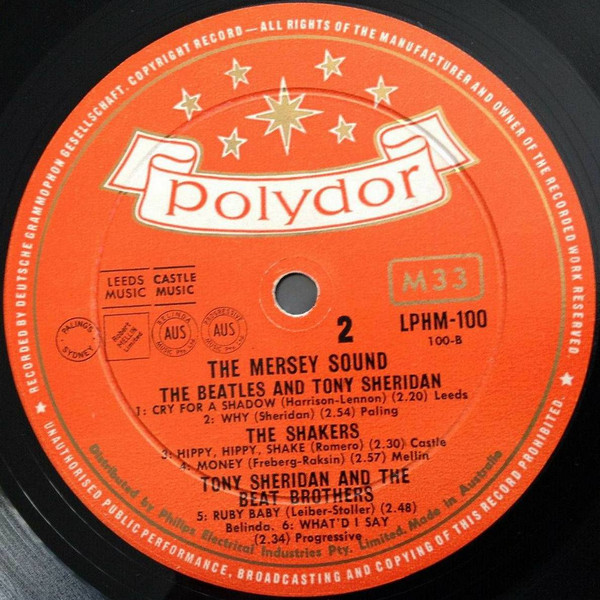 RECORDED BY DEUTSCHE GRAMMOPHON GESELLSCHAFT. COPYRIGHT RECORD—ALL RIGHTS OF THE MANUFACTURER AND OWNER OF THE RECORDED WORK RESERVED
polydor
LEEDS MUSIC
CASTLE MUSIC
PALING'S SYDNEY
Robert Mellin Limited
BELINDA AUS
PROGRESSIVE AUS
M33
2
LPHM-100
100-B
THE MERSEY SOUND
THE BEATLES AND TONY SHERIDAN
1: CRY FOR A SHADOW (Harrison-Lennon) (2.20) Leeds
2: WHY (Sheridan) (2.54) Paling
THE SHAKERS
3: HIPPY, HIPPY, SHAKE (Romero) (2.30) Castle
4: MONEY (Freberg-Raksin) (2.57) Mellin
TONY SHERIDAN AND THE
BEAT BROTHERS
5: RUBY BABY (Leiber-Stoller) (2.48)
Belinda. 6: WHAT'D I SAY
(2.34) Progressive
Distributed by Philips Electrical Industries Pty. Limited. Made in Australia
UNAUTHORISED PUBLIC PERFORMANCE, BROADCASTING AND COPYING OF THIS RECORD PROHIBITED.